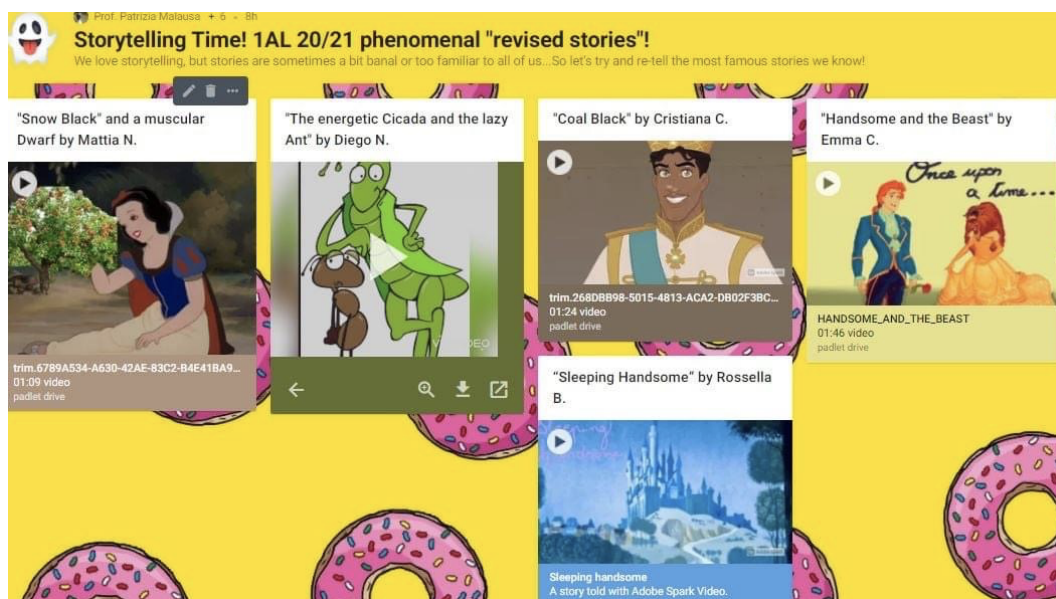 Prof. Patrizia Malausa + 6 - 8h
Storytelling Time! 1AL 20/21 phenomenal "revised stories"!
We love storytelling, but stories are sometimes a bit banal or too familiar to all of us...So let's try and re-tell the most famous stories we know!
"Snow Black" and a muscular
Dwarf by Mattia N.
trim.6789A534-A630-42AE-83C2-B4E41BA9...
01:09 video
padlet drive
"The energetic Cicada and the lazy
Ant" by Diego N.
"Coal Black" by Cristiana C.
trim.268DBB98-5015-4813-ACA2-DB02F3BC...
01:24 video
padlet drive
"Sleeping Handsome" by Rossella
B.
Sleeping
Sleeping handsome
A story told with Adobe Spark Video.
"Handsome and the Beast" by
Emma C.
Once upon
a time...
HANDSOME_AND_THE_BEAST
01:46 video
padlet drive